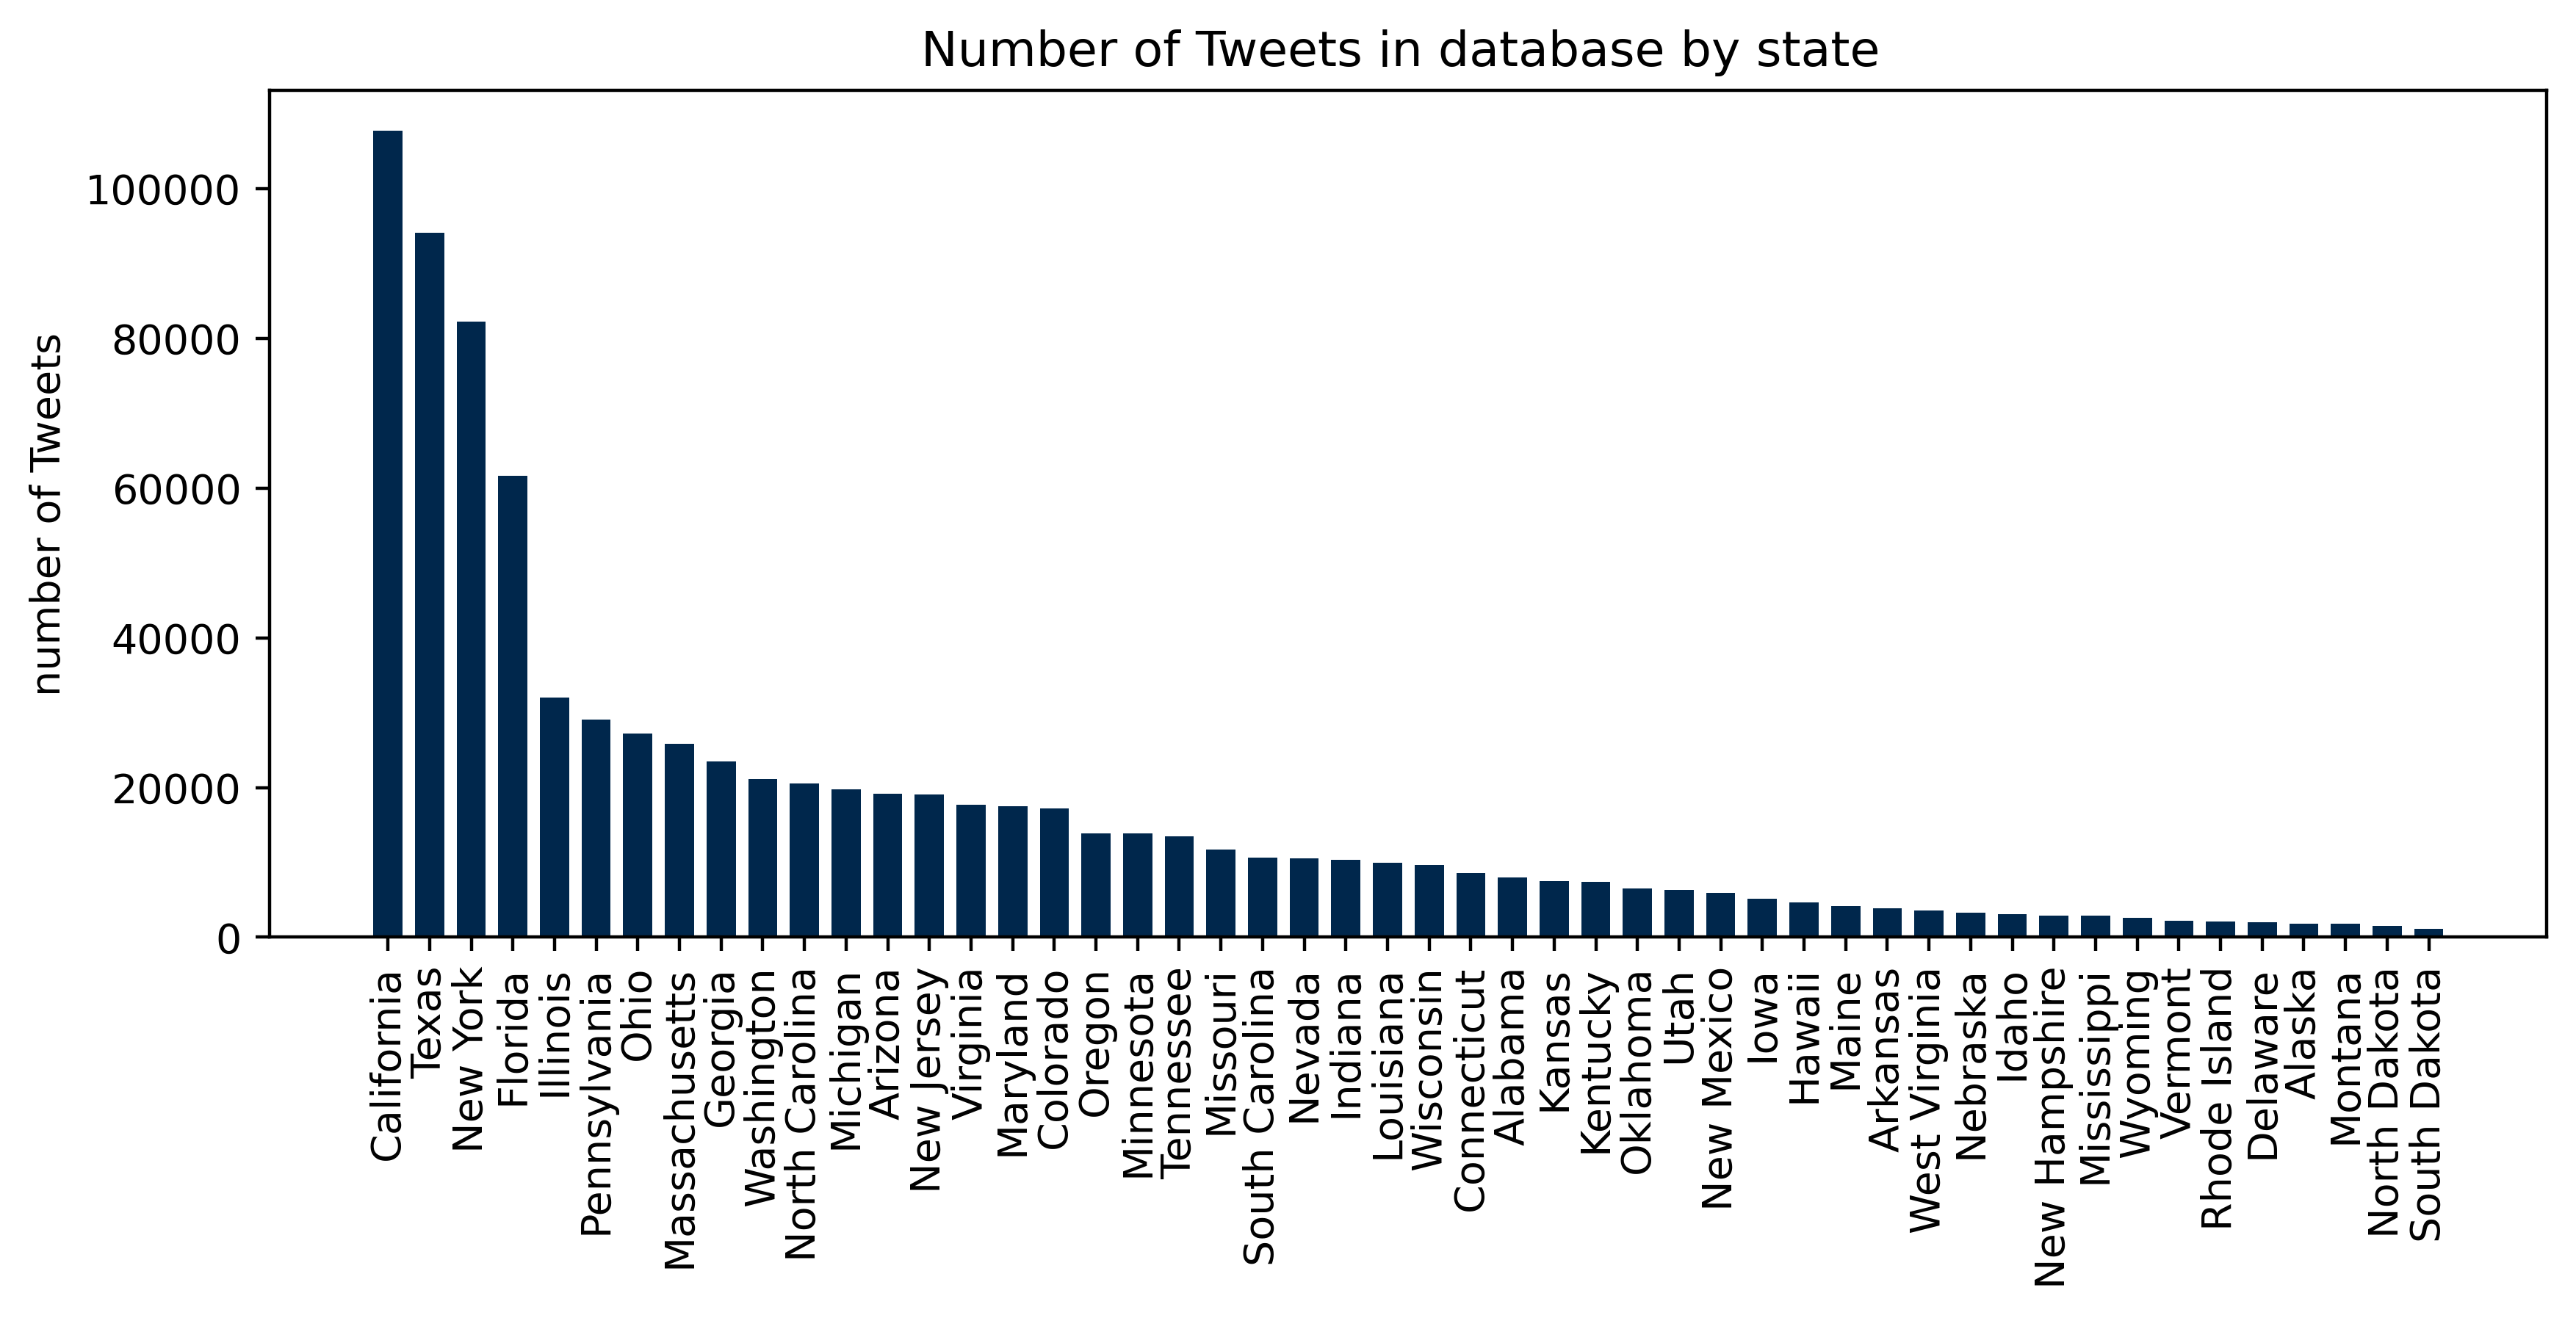 Number of Tweets in database by state
number of Tweets
100000
80000
60000
40000
20000
0
California
Texas
New York
Florida
Illinois
Pennsylvania
Ohio
Massachusetts
Georgia
Washington
North Carolina
Michigan
Arizona
New Jersey
Virginia
Maryland
Colorado
Oregon
Minnesota
Tennessee
Missouri
South Carolina
Nevada
Indiana
Louisiana
Wisconsin
Connecticut
Alabama
Kansas
Kentucky
Oklahoma
Utah
New Mexico
Iowa
Hawaii
Maine
Arkansas
West Virginia
Nebraska
Idaho
New Hampshire
Mississippi
Wyoming
Vermont
Rhode Island
Delaware
Alaska
Montana
North Dakota
South Dakota